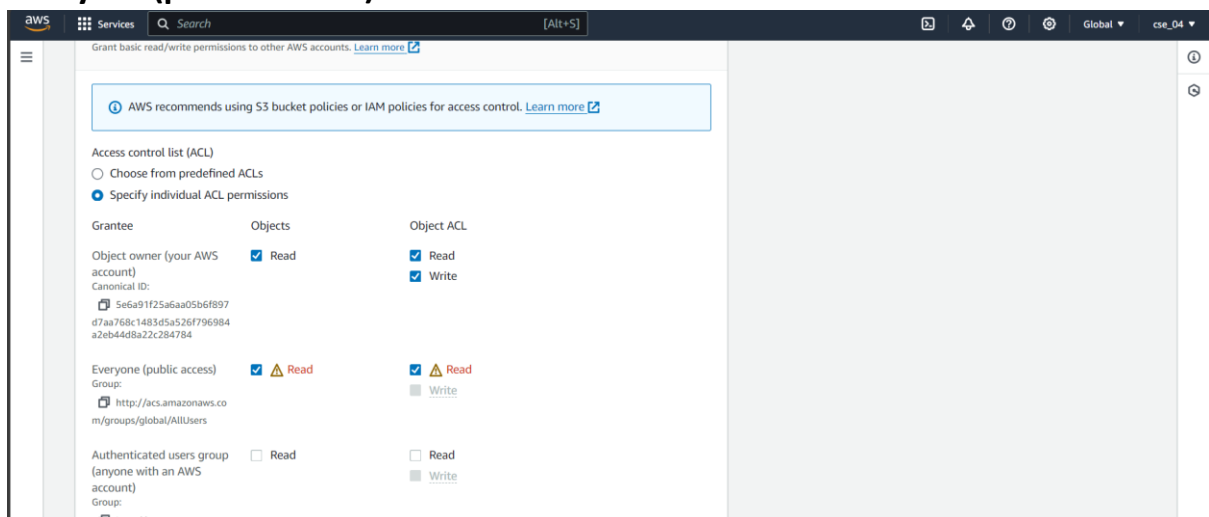 aws Services Search [Alt+S] Global cse_04
Grant basic read/write permissions to other AWS accounts. Learn more
AWS recommends using S3 bucket policies or IAM policies for access control. Learn more
Access control list (ACL)
Choose from predefined ACLs
Specify individual ACL permissions
Grantee Objects Object ACL
Object owner (your AWS account)
Canonical ID:
5e6a91f25a6aa05b6f897
d7aa768c1483d5a526f796984
a2eb44d8a22c284784
Read
Read
Write
Everyone (public access)
Group:
http://acs.amazonaws.co
m/groups/global/AllUsers
Read
Read
Write
Authenticated users group
(anyone with an AWS
account)
Group:
Read
Read
Write